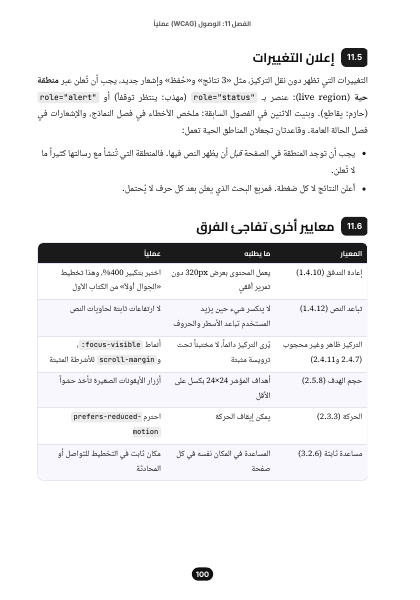 الفصل 11: الوصول (WCAG) عملياً
11.5 إعلان التغييرات
التغييرات التي تظهر دون نقل التركيز، مثل «3 نتائج» و«حُفظ» وإشعار جديد، يجب أن تُعلن عبر منطقة
حية (live region): عنصر بـ role="status" (مهذب: ينتظر توقفاً) أو role="alert"
(حازم: يقاطع). وبنيت الاثنين في الفصول السابقة: ملخص الأخطاء في فصل النماذج، والإشعارات في
فصل الحالة العامة. وقاعدتان تجعلان المناطق الحية تعمل:
• يجب أن توجد المنطقة في الصفحة قبل أن يظهر النص فيها. فالمنطقة التي تُنشأ مع رسالتها كثيراً ما
لا تُعلن.
• أعلن النتائج لا كل ضغطة. فمربع البحث الذي يعلن بعد كل حرف لا يُحتمل.
11.6 معايير أخرى تفاجئ الفرق
المعيار ما يطلبه عملياً
إعادة التدفق (1.4.10) يعمل المحتوى بعرض 320px دون اختبر بتكبير 400%، وهذا تخطيط
تمرير أفقي «الجوال أولاً» من الكتاب الأول
تباعد النص (1.4.12) لا ينكسر شيء حين يزيد لا ارتفاعات ثابتة لحاويات النص
المستخدم تباعد الأسطر والحروف
التركيز ظاهر وغير محجوب يُرى التركيز دائماً، لا مختبئاً تحت أنماط :focus-visible،
(2.4.7 و2.4.11) ترويسة مثبتة و scroll-margin للأشرطة المثبتة
حجم الهدف (2.5.8) أهداف المؤشر 24×24 بكسل على أزرار الأيقونات الصغيرة تأخذ حشواً
الأقل
الحركة (2.3.3) يمكن إيقاف الحركة احترم prefers-reduced-
motion
مساعدة ثابتة (3.2.6) المساعدة في المكان نفسه في كل مكان ثابت في التخطيط للتواصل أو
صفحة المحادثة
100